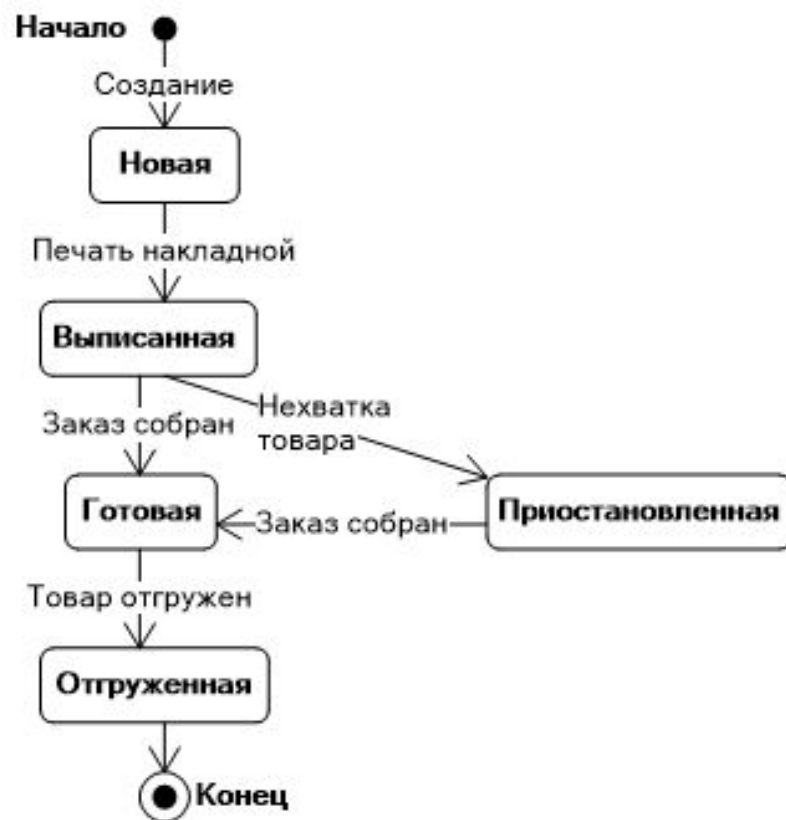 Начало
Создание
Новая
Печать накладной
Выписанная
Заказ собран
Нехватка
товара
Готовая
Заказ собран
Приостановленная
Товар отгружен
Отгруженная
Конец